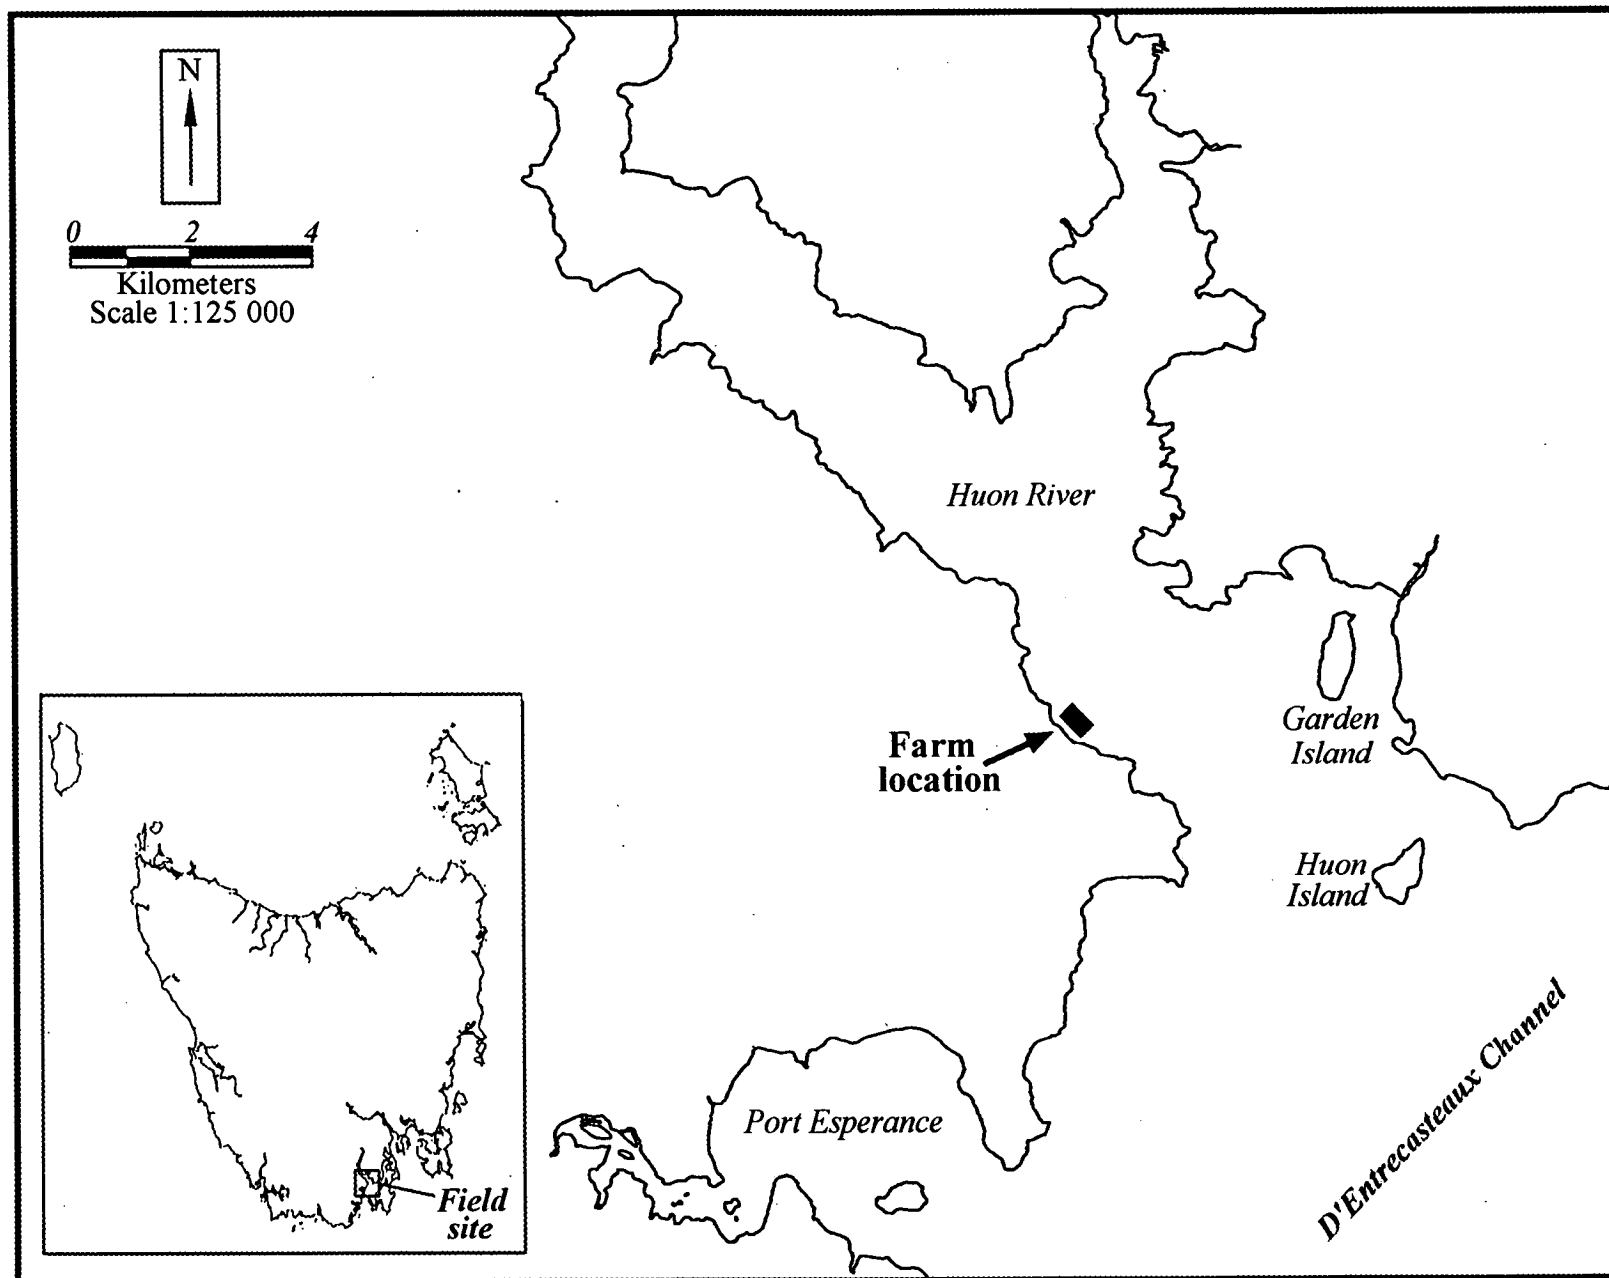 N
0 2 4
Kilometers
Scale 1:125 000
Huon River
Garden
Island
Farm
location
Huon
Island
D'Entrecasteaux Channel
Port Esperance
Field
site